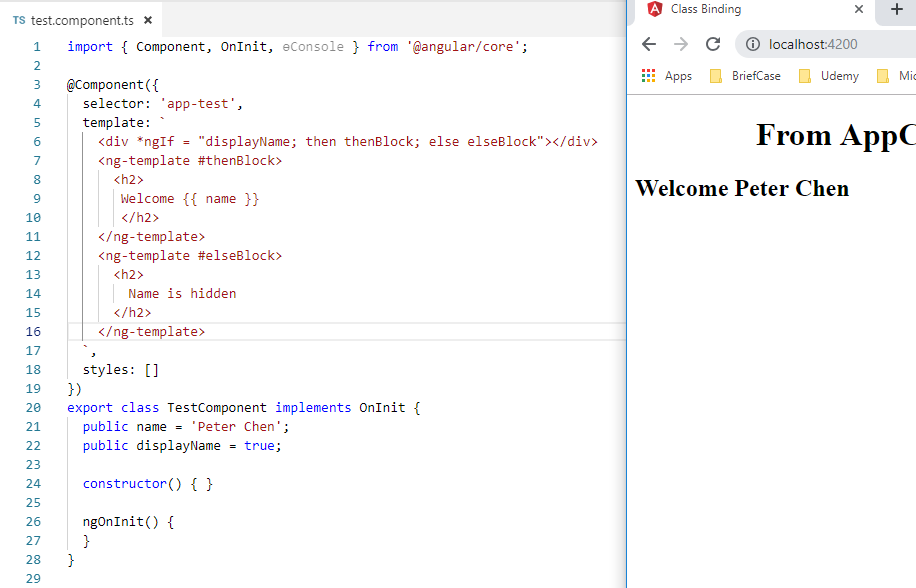 TS test.component.ts ×
1 import { Component, OnInit, eConsole } from '@angular/core';
2
3 @Component({
4 selector: 'app-test',
5 template: `
6 <div *ngIf = "displayName; then thenBlock; else elseBlock"></div>
7 <ng-template #thenBlock>
8 <h2>
9 Welcome {{ name }}
10 </h2>
11 </ng-template>
12 <ng-template #elseBlock>
13 <h2>
14 Name is hidden
15 </h2>
16 </ng-template>
17 `,
18 styles: []
19 })
20 export class TestComponent implements OnInit {
21 public name = 'Peter Chen';
22 public displayName = true;
23
24 constructor() { }
25
26 ngOnInit() {
27 }
28 }
29
A Class Binding × +
localhost:4200
Apps BriefCase Udemy Mic
From AppC
Welcome Peter Chen